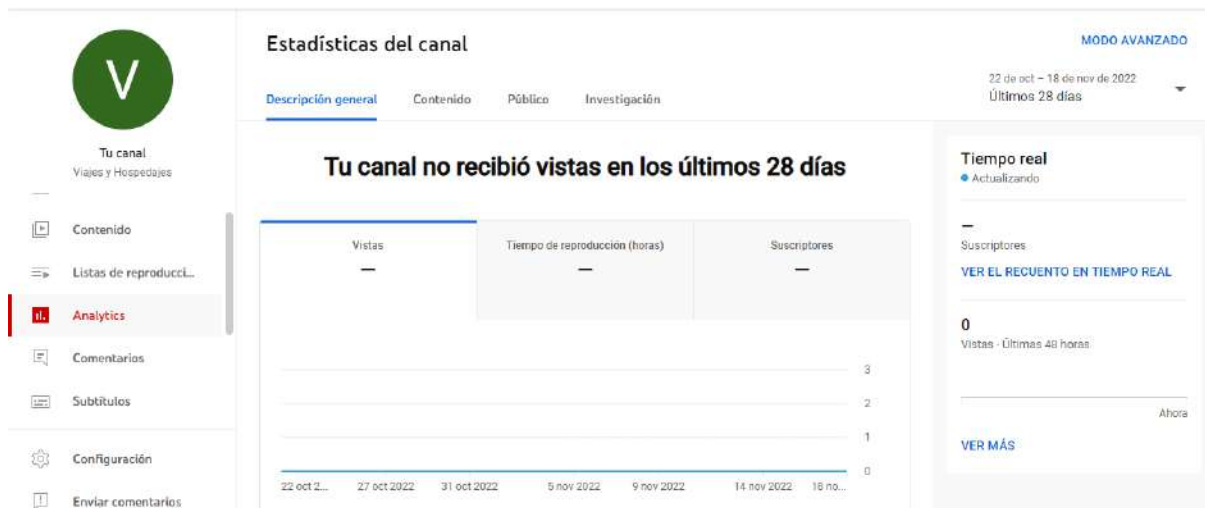 V
Tu canal
Viajes y Hospedajes
Contenido
Listas de reproducci...
Analytics
Comentarios
Subtítulos
Configuración
Enviar comentarios
Estadísticas del canal
MODO AVANZADO
Descripción general Contenido Público Investigación
22 de oct – 18 de nov de 2022
Últimos 28 días
Tu canal no recibió vistas en los últimos 28 días
Vistas Tiempo de reproducción (horas) Suscriptores
— — —
3
2
1
0
22 oct 2... 27 oct 2022 31 oct 2022 5 nov 2022 9 nov 2022 14 nov 2022 18 no...
Tiempo real
Actualizando
—
Suscriptores
VER EL RECUENTO EN TIEMPO REAL
0
Vistas · Últimas 48 horas
Ahora
VER MÁS